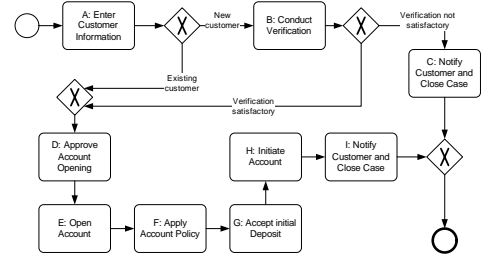 A: Enter
Customer
Information
X
New
customer
B: Conduct
Verification
X
Verification not
satisfactory
C: Notify
Customer and
Close Case
Existing
customer
X
Verification
satisfactory
D: Approve
Account
Opening
H: Initiate
Account
I: Notify
Customer and
Close Case
X
E: Open
Account
F: Apply
Account Policy
G: Accept initial
Deposit